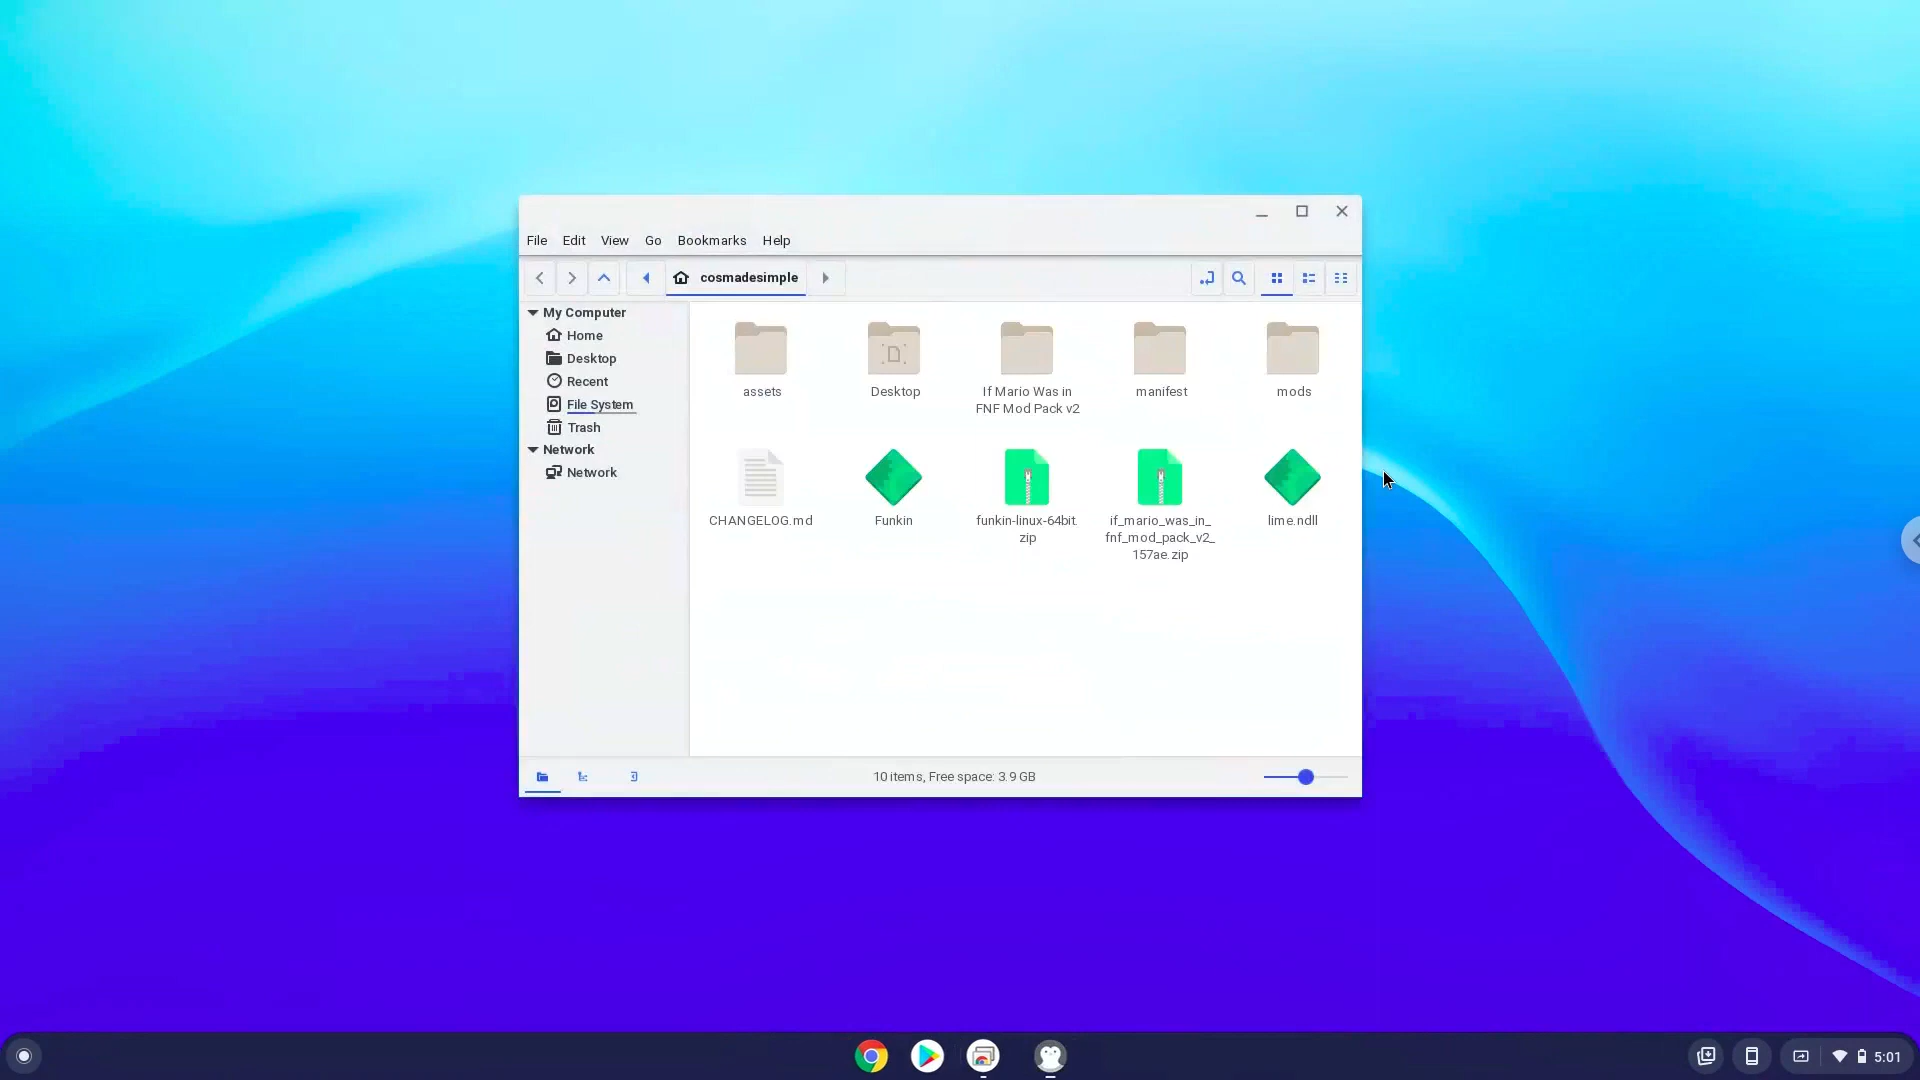 File Edit View Go Bookmarks Help
cosmadesimple
My Computer
Home
Desktop
Recent
File System
Trash
Network
Network
assets
Desktop
If Mario Was in
FNF Mod Pack v2
manifest
mods
CHANGELOG.md
Funkin
funkin-linux-64bit.
zip
if_mario_was_in_
fnf_mod_pack_v2_
157ae.zip
lime.ndll
10 items, Free space: 3.9 GB
5:01